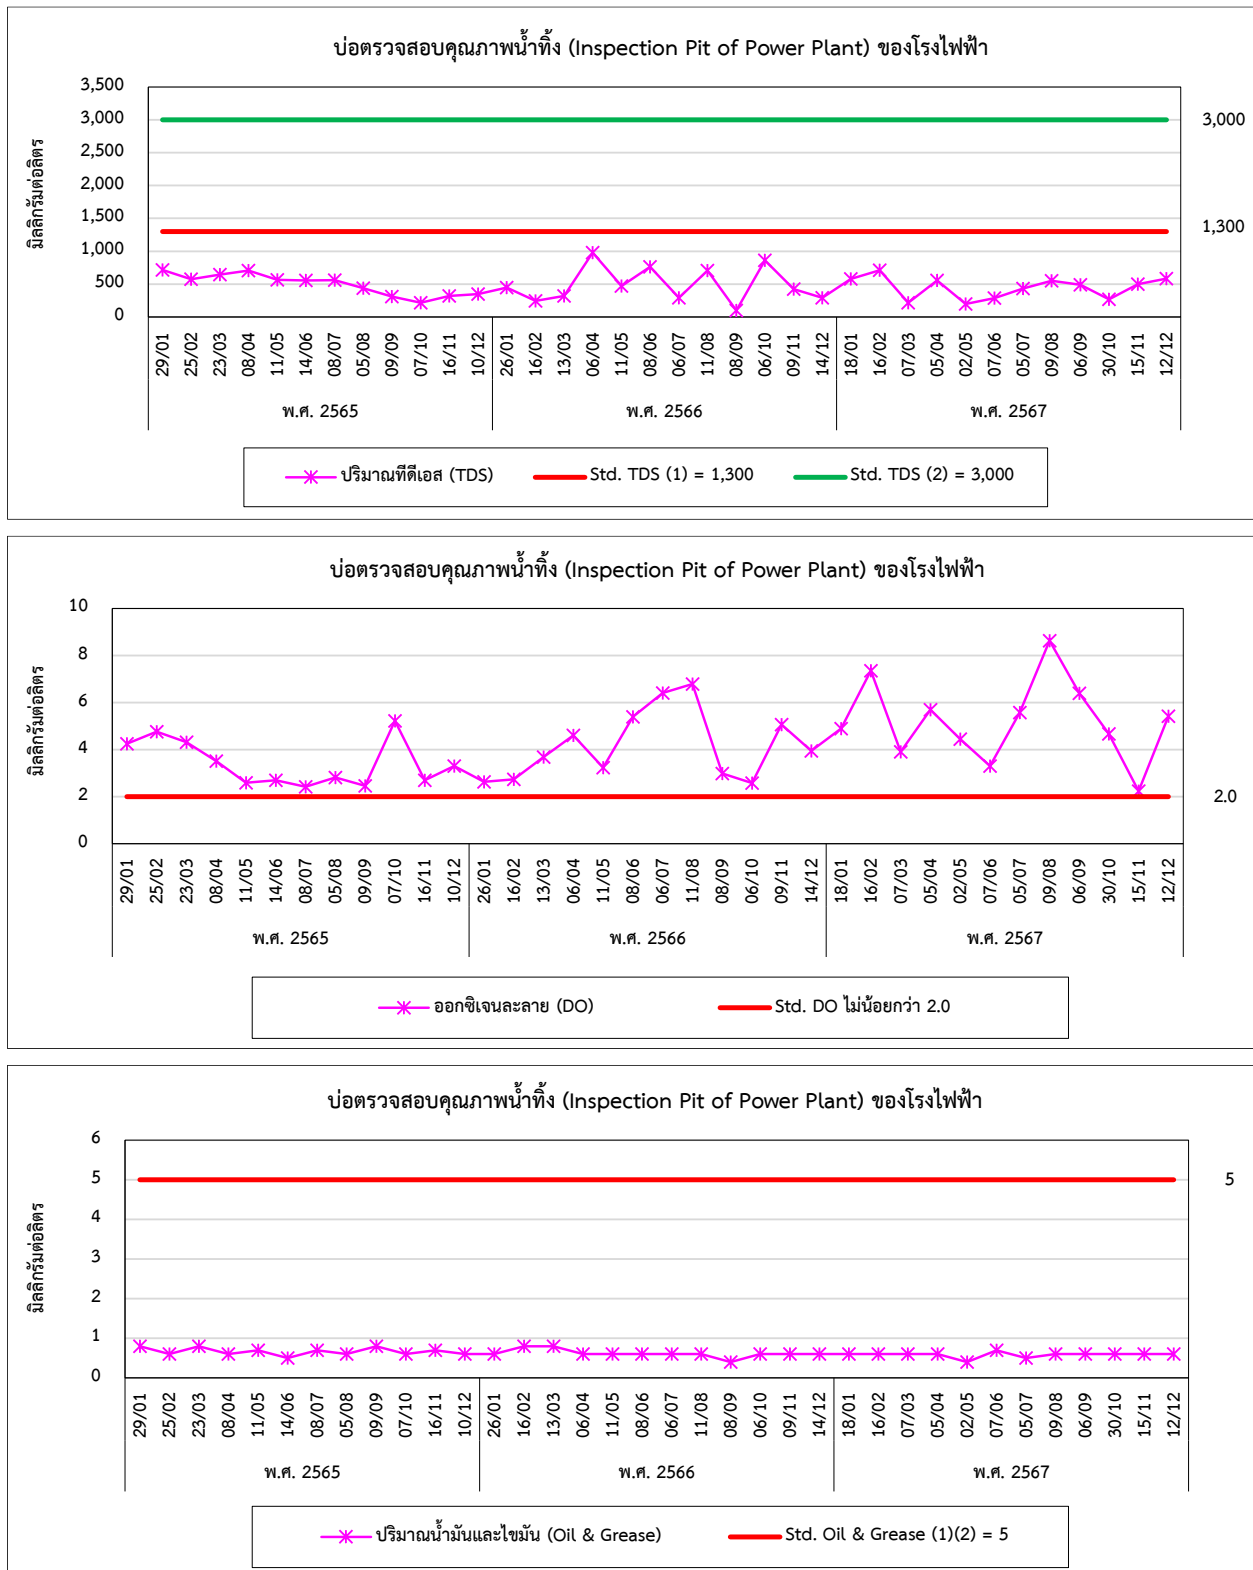 บ่อตรวจสอบคุณภาพน้ำทิ้ง (Inspection Pit of Power Plant) ของโรงไฟฟ้า
มิลลิกรัมต่อลิตร
3,500
3,000
2,500
2,000
1,500
1,000
500
0
3,000
1,300
29/01 25/02 23/03 08/04 11/05 14/06 08/07 05/08 09/09 07/10 16/11 10/12 26/01 16/02 13/03 06/04 11/05 08/06 06/07 11/08 08/09 06/10 09/11 14/12 18/01 16/02 07/03 05/04 02/05 07/06 05/07 09/08 06/09 30/10 15/11 12/12
พ.ศ. 2565 พ.ศ. 2566 พ.ศ. 2567
ปริมาณทีดีเอส (TDS) Std. TDS (1) = 1,300 Std. TDS (2) = 3,000
บ่อตรวจสอบคุณภาพน้ำทิ้ง (Inspection Pit of Power Plant) ของโรงไฟฟ้า
มิลลิกรัมต่อลิตร
10
8
6
4
2
0
2.0
29/01 25/02 23/03 08/04 11/05 14/06 08/07 05/08 09/09 07/10 16/11 10/12 26/01 16/02 13/03 06/04 11/05 08/06 06/07 11/08 08/09 06/10 09/11 14/12 18/01 16/02 07/03 05/04 02/05 07/06 05/07 09/08 06/09 30/10 15/11 12/12
พ.ศ. 2565 พ.ศ. 2566 พ.ศ. 2567
ออกซิเจนละลาย (DO) Std. DO ไม่น้อยกว่า 2.0
บ่อตรวจสอบคุณภาพน้ำทิ้ง (Inspection Pit of Power Plant) ของโรงไฟฟ้า
มิลลิกรัมต่อลิตร
6
5
4
3
2
1
0
5
29/01 25/02 23/03 08/04 11/05 14/06 08/07 05/08 09/09 07/10 16/11 10/12 26/01 16/02 13/03 06/04 11/05 08/06 06/07 11/08 08/09 06/10 09/11 14/12 18/01 16/02 07/03 05/04 02/05 07/06 05/07 09/08 06/09 30/10 15/11 12/12
พ.ศ. 2565 พ.ศ. 2566 พ.ศ. 2567
ปริมาณน้ำมันและไขมัน (Oil & Grease) Std. Oil & Grease (1)(2) = 5